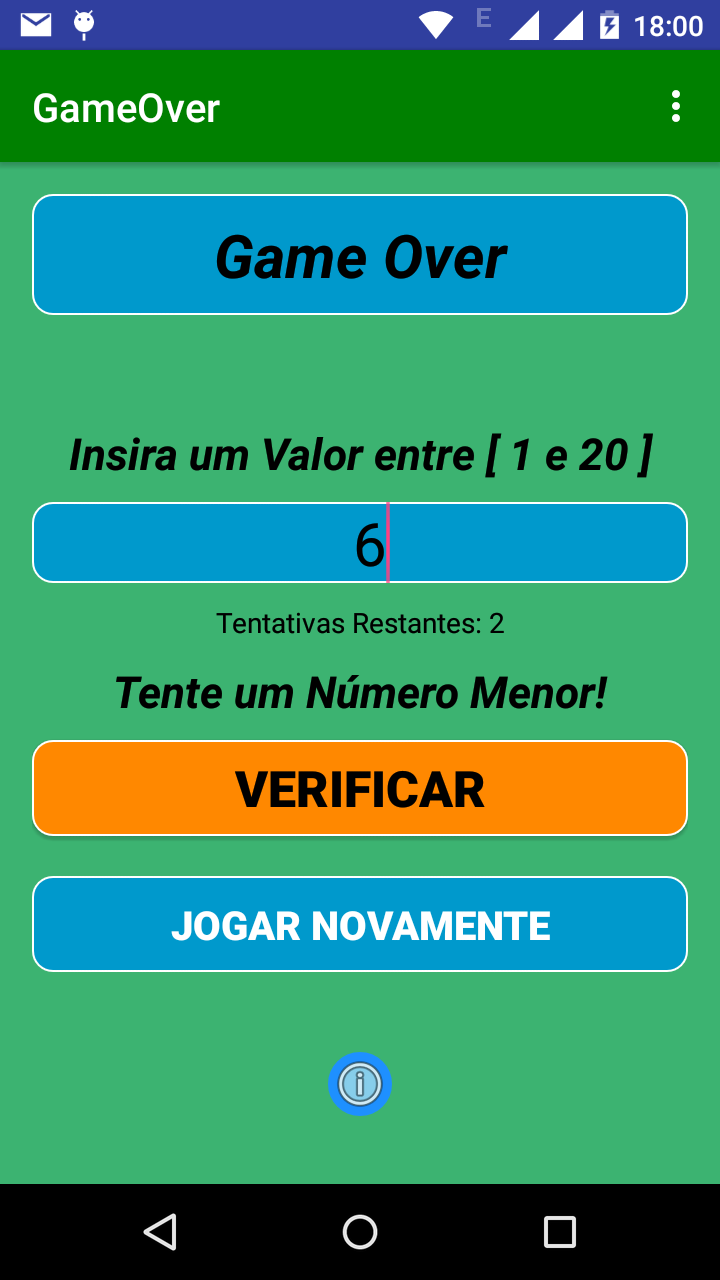 E
18:00
GameOver
Game Over
Insira um Valor entre [ 1 e 20 ]
6
Tentativas Restantes: 2
Tente um Número Menor!
VERIFICAR
JOGAR NOVAMENTE
i